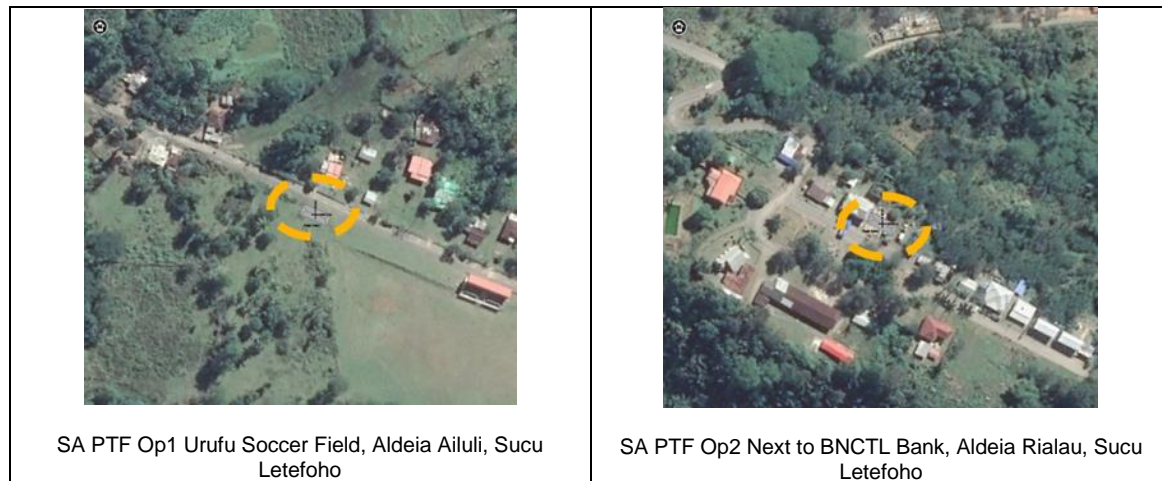 SA PTF Op1 Urufu Soccer Field, Aldeia Ailuli, Sucu
Letefoho
SA PTF Op2 Next to BNCTL Bank, Aldeia Rialau, Sucu
Letefoho